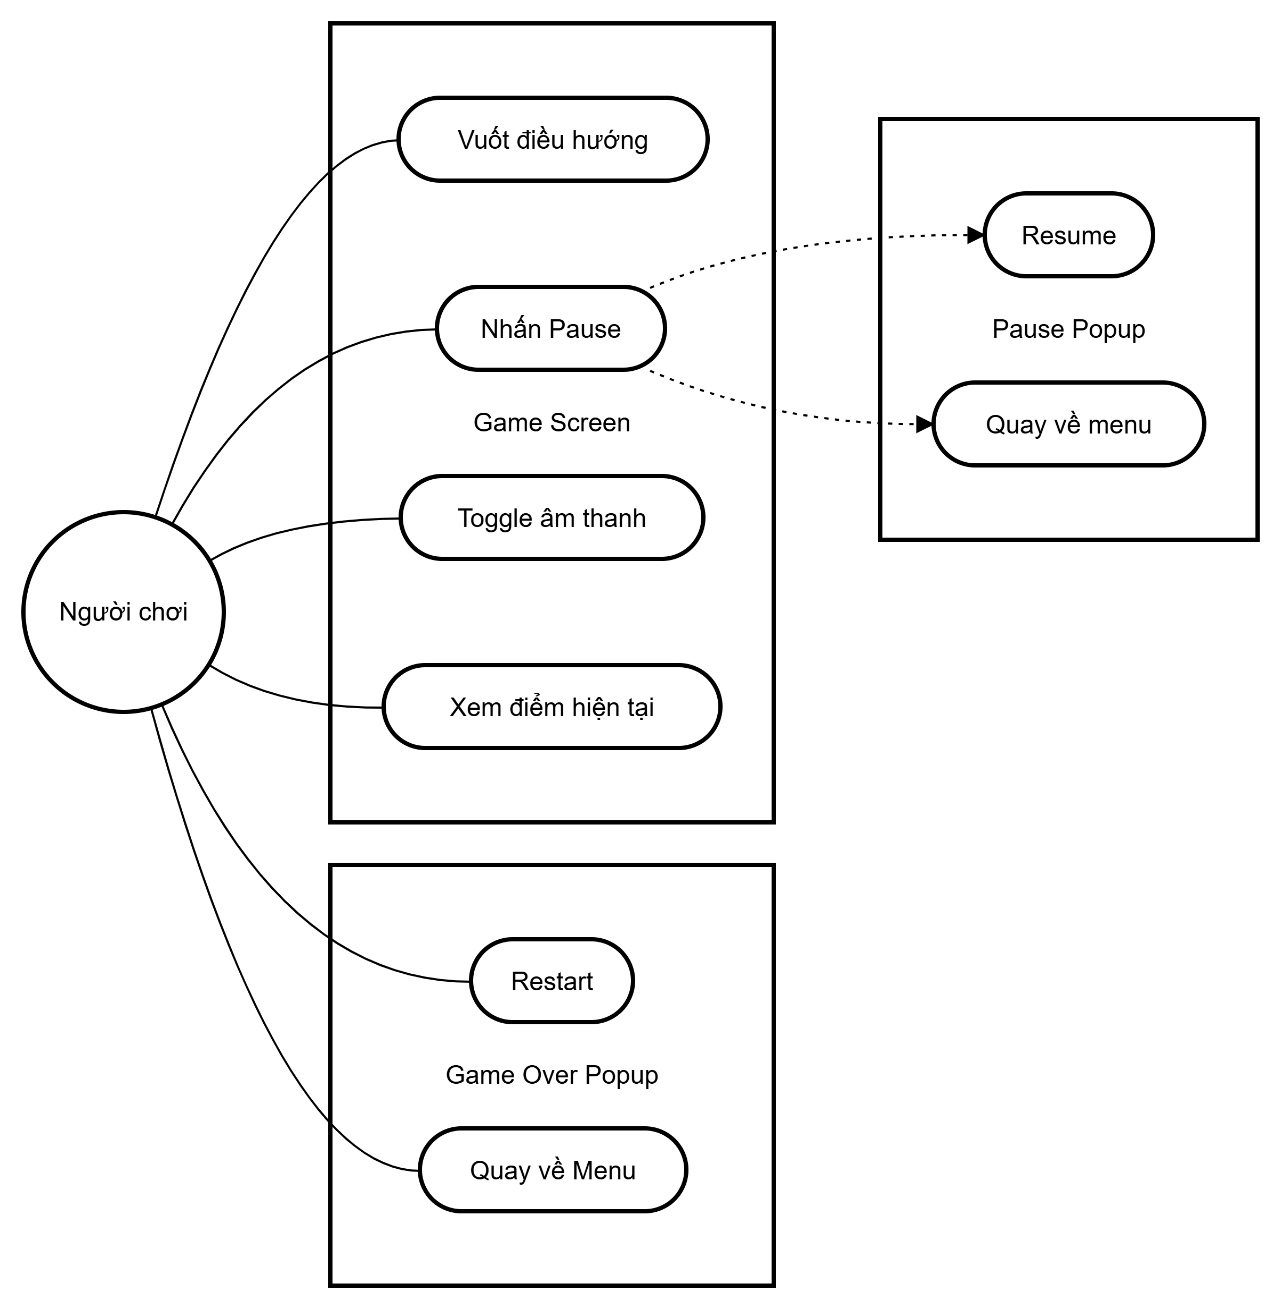 Vuốt điều hướng
Nhấn Pause
Game Screen
Toggle âm thanh
Xem điểm hiện tại
Resume
Pause Popup
Quay về menu
Người chơi
Restart
Game Over Popup
Quay về Menu